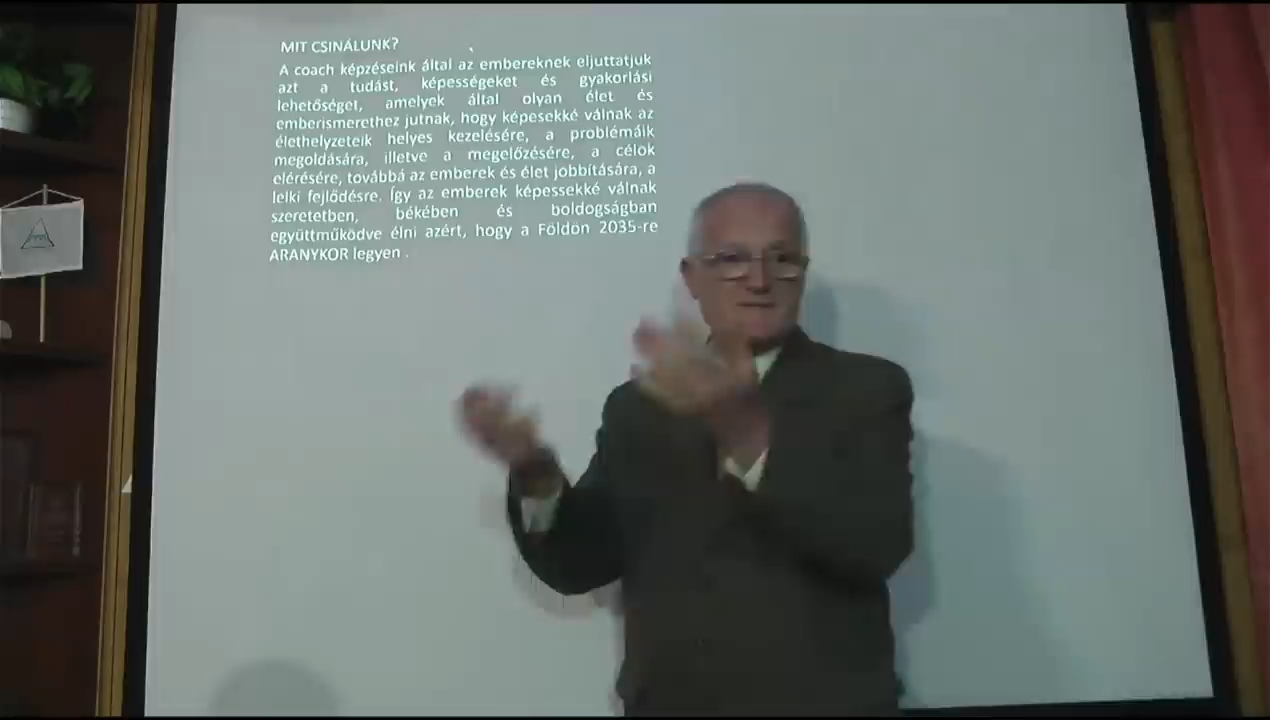 MIT CSINÁLUNK?
A coach képzéseink által az embereknek eljuttatjuk
azt a tudást, képességeket és gyakorlási
lehetőséget, amelyek által olyan élet és
emberismerethez jutnak, hogy képesekké válnak az
élethelyzeteik helyes kezelésére, a problémáik
megoldására, illetve a megelőzésére, a célok
elérésére, továbbá az emberek és élet jobbítására, a
lelki fejlődésre. Így az emberek képessekké válnak
szeretetben, békében és boldogságban
együttműködve élni azért, hogy a Földön 2035-re
ARANYKOR legyen .